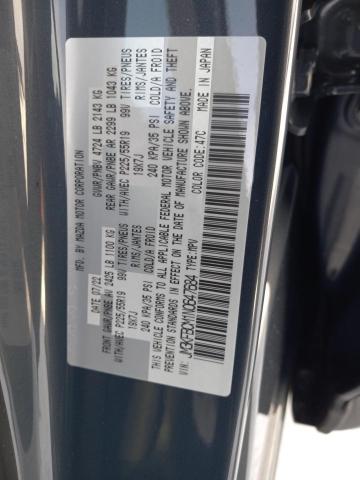 MFD. BY MAZDA MOTOR CORPORATION
DATE 07/22 GVWR/PNBV 4724 LB 2143 KG
FRONT GAWR/PNBE AV 2425 LB 1100 KG REAR GAWR/PNBE AR 2299 LB 1043 KG
WITH/AVEC P225/55R19 99V TIRES/PNEUS WITH/AVEC P225/55R19 99V TIRES/PNEUS
19X7J RIMS/JANTES 19X7J RIMS/JANTES
240 KPA/35 PSI COLD/A FROID 240 KPA/35 PSI COLD/A FROID
THIS VEHICLE CONFORMS TO ALL APPLICABLE FEDERAL MOTOR VEHICLE SAFETY AND THEFT
PREVENTION STANDARDS IN EFFECT ON THE DATE OF MANUFACTURE SHOWN ABOVE.
TYPE:MPV COLOR CODE:47C MADE IN JAPAN
VIN: